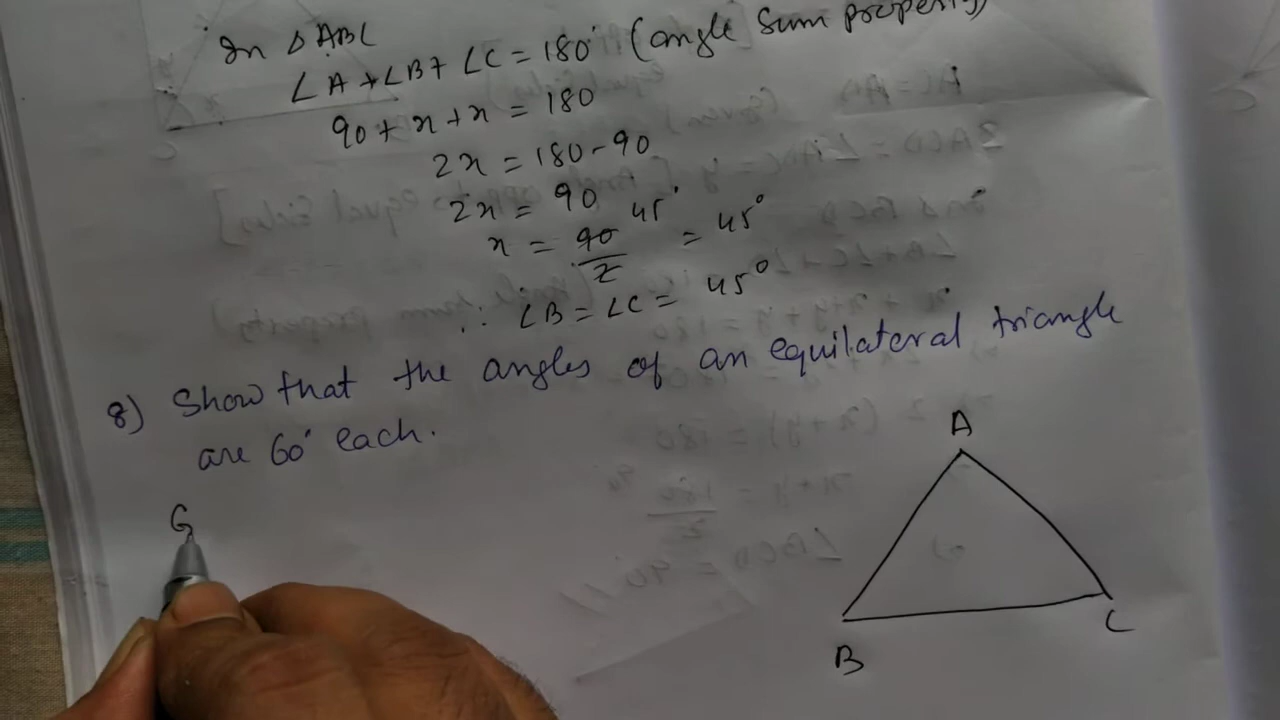 In Δ ABC
∠A + ∠B + ∠C = 180° (angle Sum property)
90 + x + x = 180
2x = 180 - 90
2x = 90
x = 90/2 45° = 45°
∴ ∠B = ∠C = 45°
8) Show that the angles of an equilateral triangle
are 60° each.
A
G
B
C